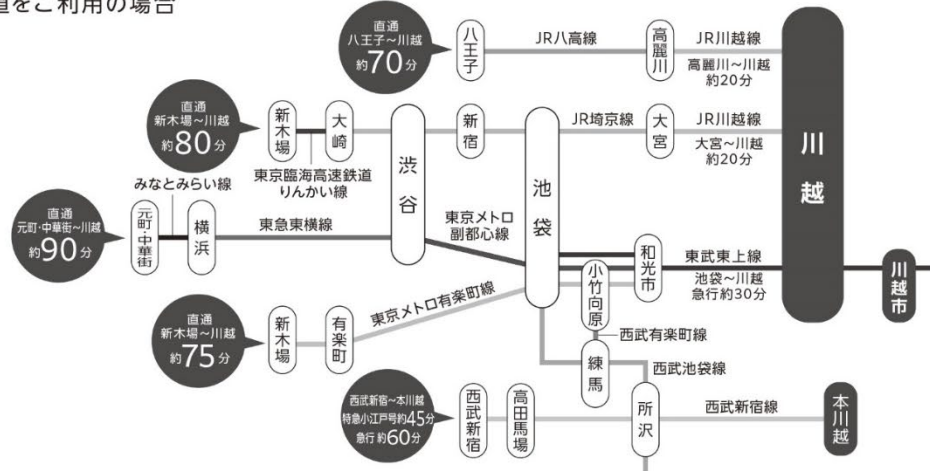 道をご利用の場合
直通
八王子～川越
約70分
八王子
JR八高線
高麗川
JR川越線
高麗川～川越
約20分
直通
新木場～川越
約80分
新木場
東京臨海高速鉄道
りんかい線
大崎
渋谷
新宿
池袋
JR埼京線
大宮
JR川越線
大宮～川越
約20分
川越
直通
元町・中華街～川越
約90分
みなとみらい線
元町・中華街
横浜
東急東横線
東京メトロ
副都心線
小竹向原
和光市
東武東上線
池袋～川越
急行約30分
川越市
直通
新木場～川越
約75分
新木場
有楽町
東京メトロ有楽町線
西武有楽町線
練馬
西武池袋線
西武新宿～本川越
特急小江戸号約45分
急行 約60分
西武新宿
高田馬場
所沢
西武新宿線
本川越